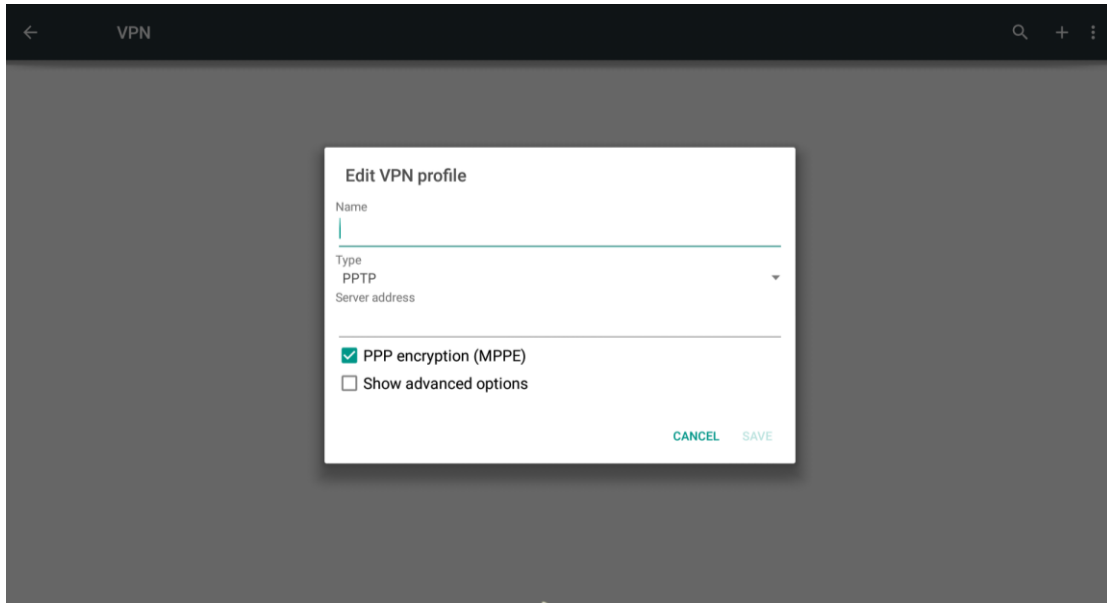 VPN
Edit VPN profile
Name
Type
PPTP
Server address
PPP encryption (MPPE)
Show advanced options
CANCEL SAVE